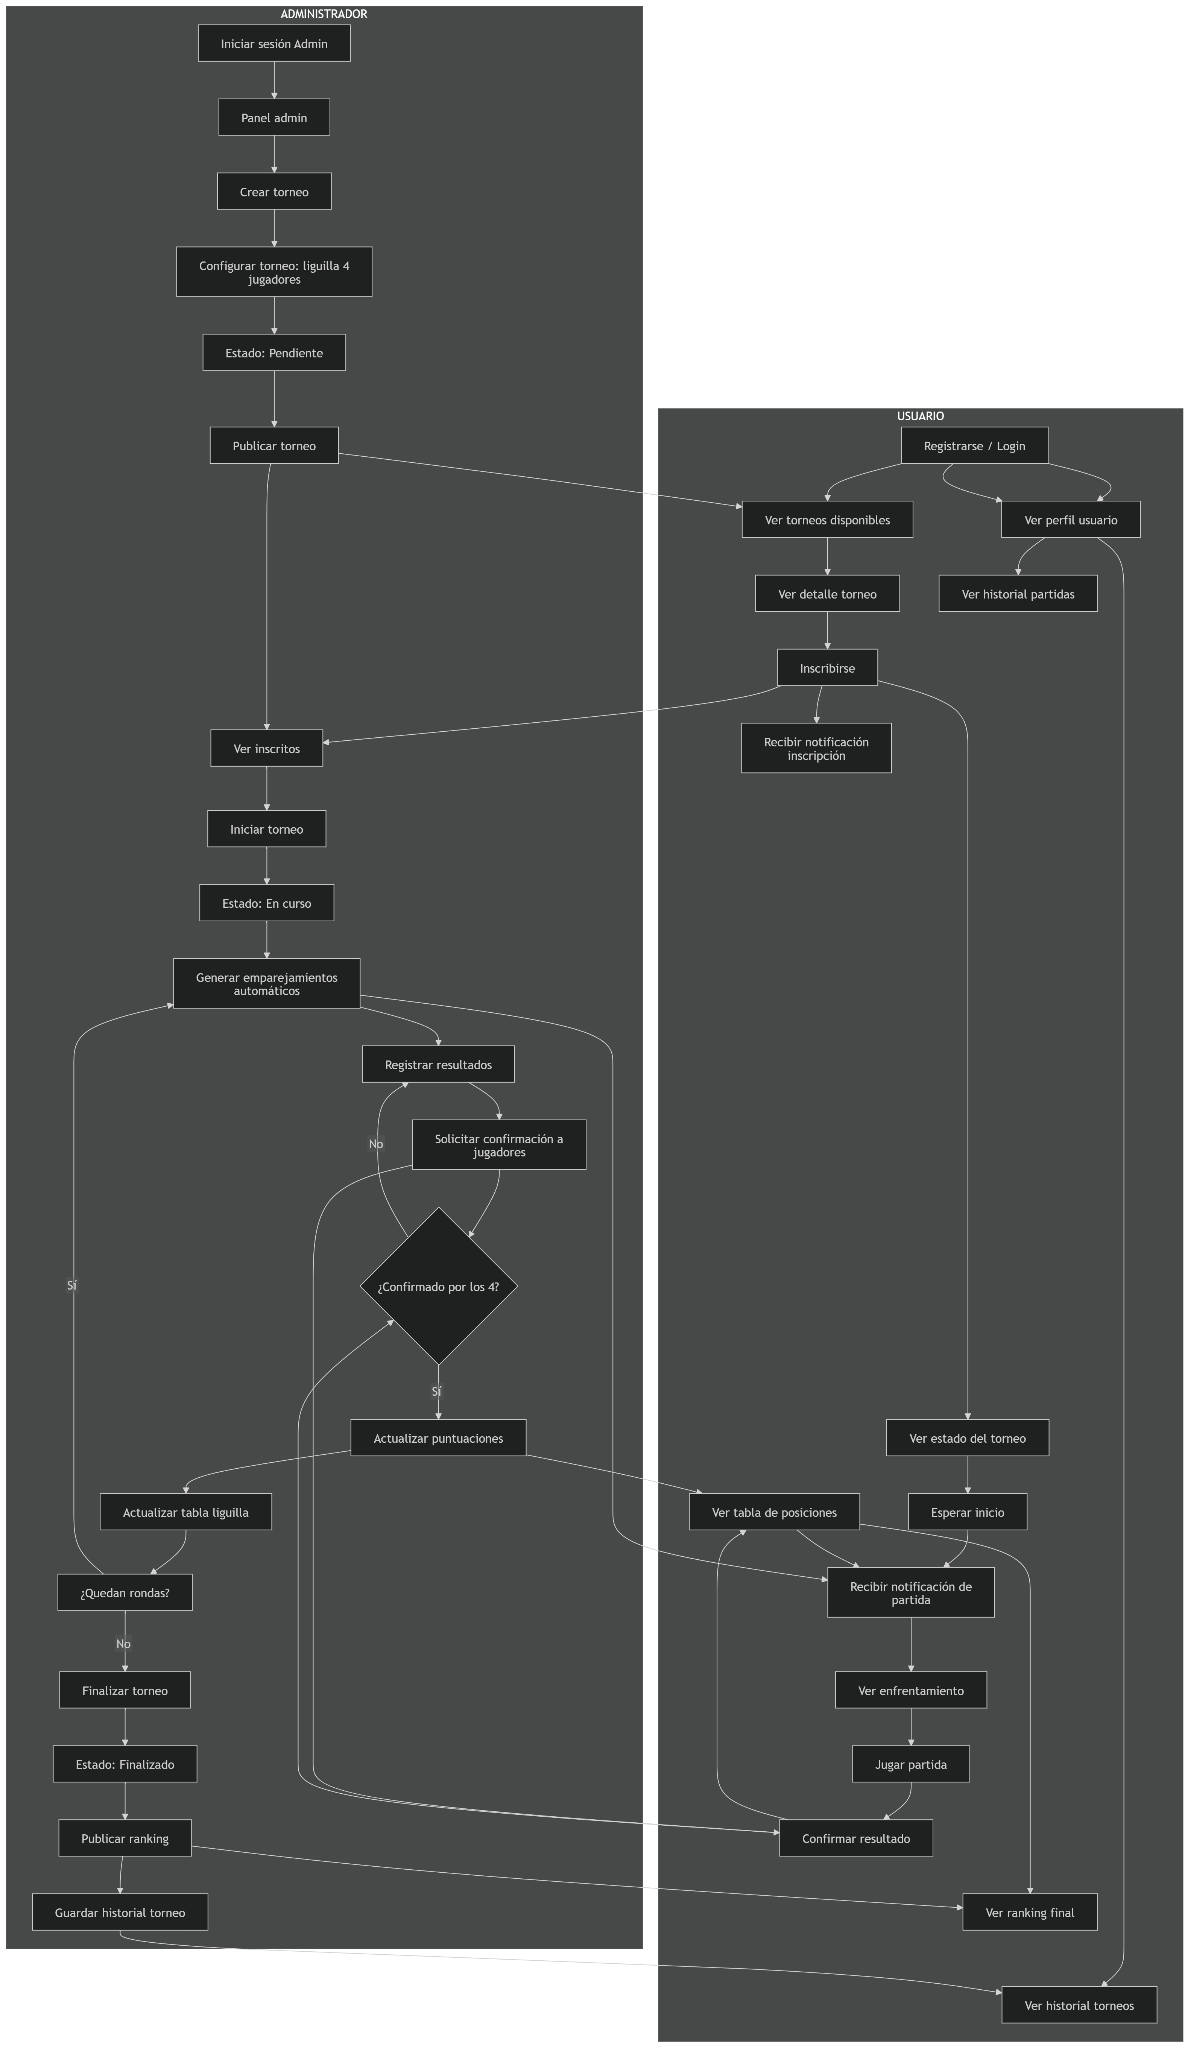 ADMINISTRADOR
Iniciar sesión Admin
Panel admin
Crear torneo
Configurar torneo: liguilla 4
jugadores
Estado: Pendiente
Publicar torneo
Ver inscritos
Iniciar torneo
Estado: En curso
Generar emparejamientos
automáticos
Registrar resultados
No
Solicitar confirmación a
jugadores
Sí
¿Confirmado por los 4?
Sí
Actualizar puntuaciones
Actualizar tabla liguilla
¿Quedan rondas?
No
Finalizar torneo
Estado: Finalizado
Publicar ranking
Guardar historial torneo
USUARIO
Registrarse / Login
Ver torneos disponibles
Ver perfil usuario
Ver detalle torneo
Ver historial partidas
Inscribirse
Recibir notificación
inscripción
Ver estado del torneo
Ver tabla de posiciones
Esperar inicio
Recibir notificación de
partida
Ver enfrentamiento
Jugar partida
Confirmar resultado
Ver ranking final
Ver historial torneos